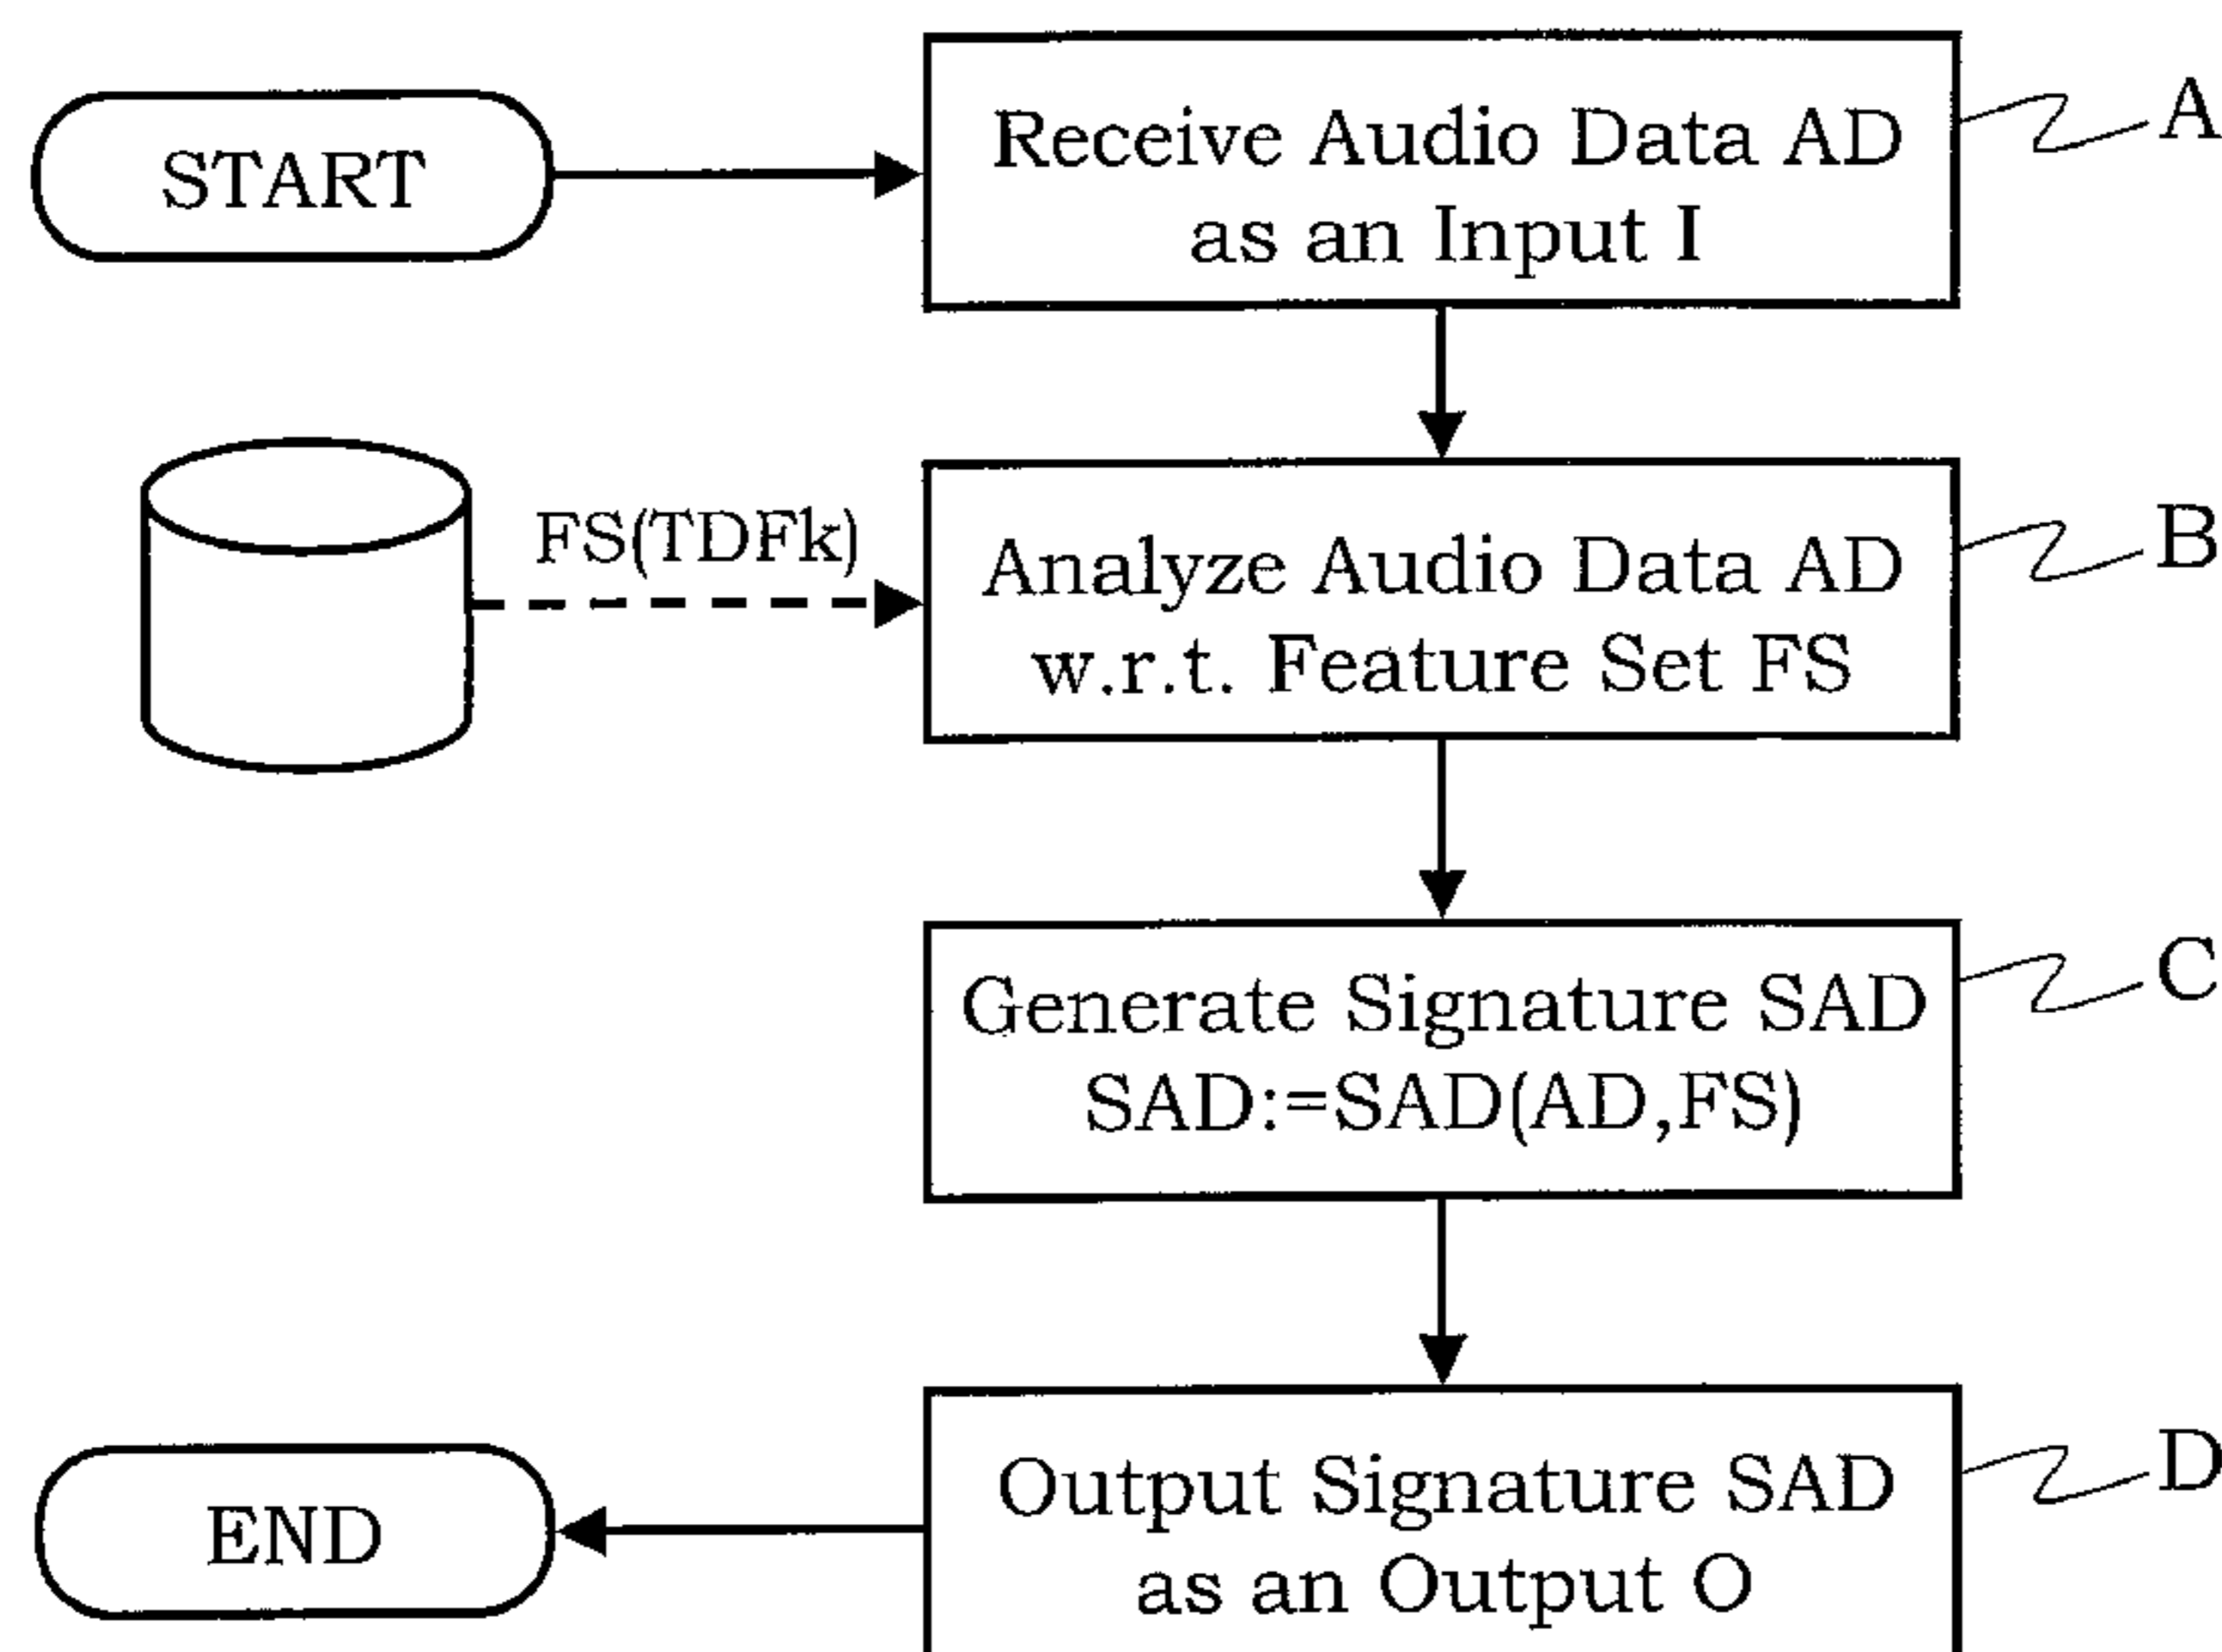 START
Receive Audio Data AD
as an Input I
A
FS(TDFk)
Analyze Audio Data AD
w.r.t. Feature Set FS
B
Generate Signature SAD
SAD:=SAD(AD,FS)
C
Output Signature SAD
as an Output O
D
END